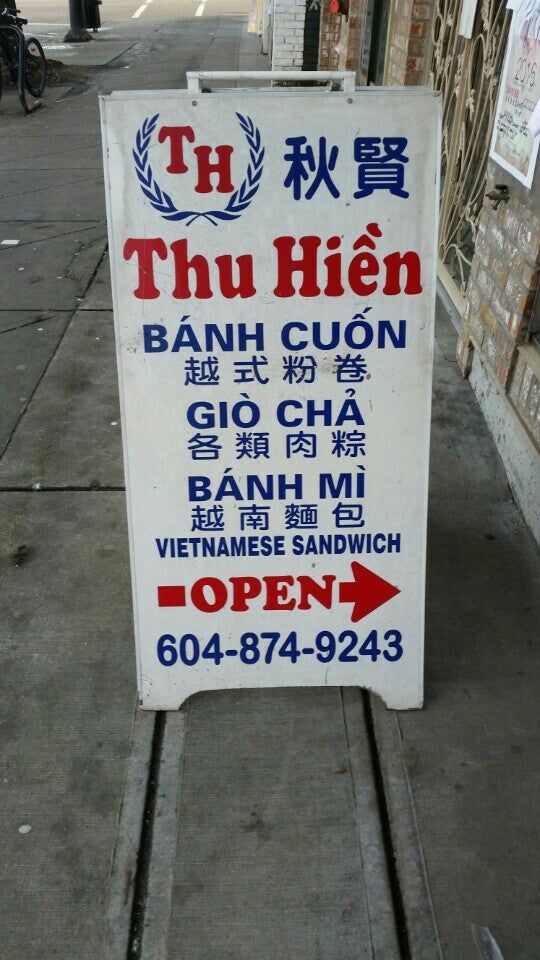 TH 秋賢
Thu Hiền
BÁNH CUỐN
越式粉卷
GIÒ CHẢ
各類肉粽
BÁNH MÌ
越南麵包
VIETNAMESE SANDWICH
OPEN
604-874-9243
2015